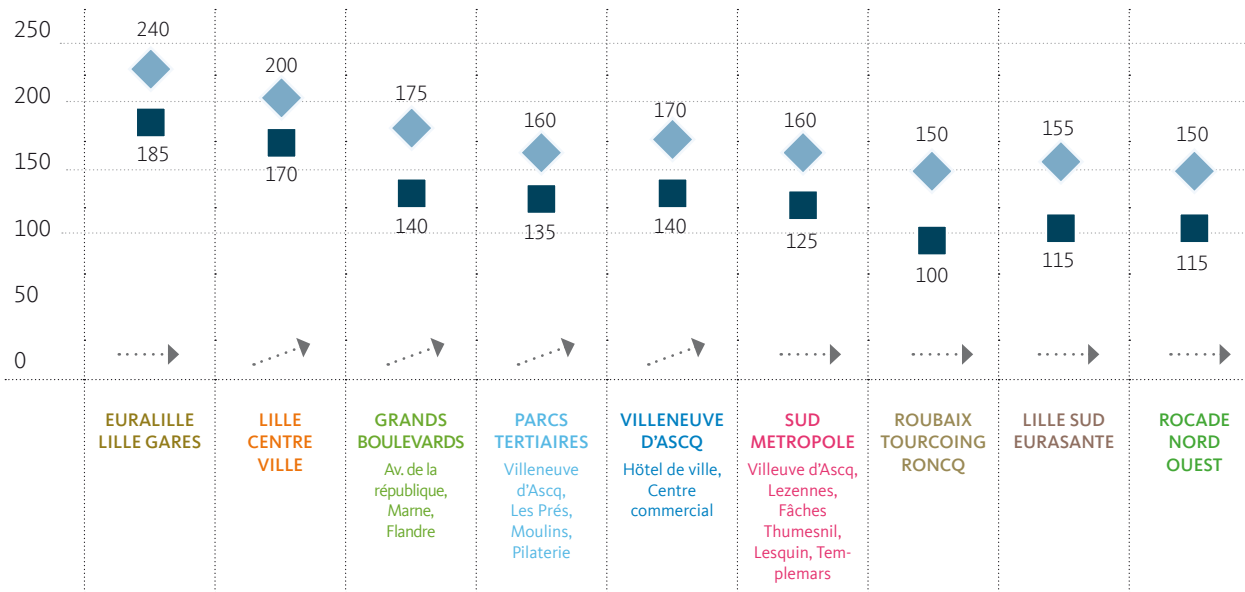 250
200
150
100
50
0
240
185
200
170
175
140
160
135
170
140
160
125
150
100
155
115
150
115
EURALILLE
LILLE GARES
LILLE
CENTRE
VILLE
GRANDS
BOULEVARDS
Av. de la
république,
Marne,
Flandre
PARCS
TERTIAIRES
Villeneuve
d'Ascq,
Les Prés,
Moulins,
Pilaterie
VILLENEUVE
D'ASCQ
Hôtel de ville,
Centre
commercial
SUD
METROPOLE
Villeuve d'Ascq,
Lezennes,
Fâches
Thumesnil,
Lesquin, Tem-
plemars
ROUBAIX
TOURCOING
RONCQ
LILLE SUD
EURASANTE
ROCADE
NORD
OUEST